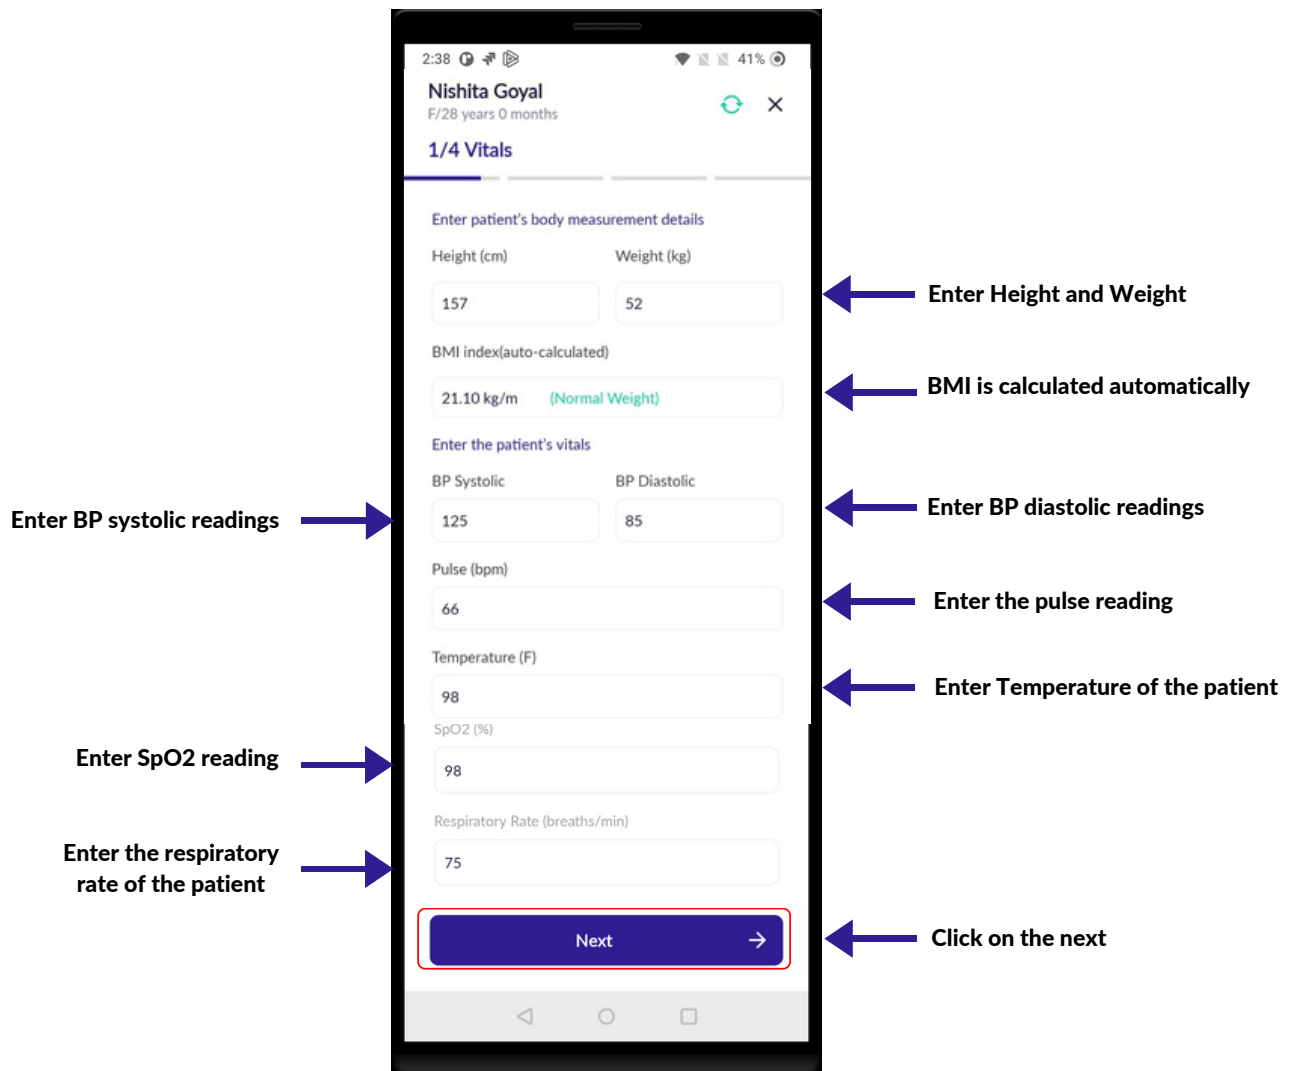 2:38
41%
Nishita Goyal
F/28 years 0 months
1/4 Vitals
Enter patient's body measurement details
Height (cm)
Weight (kg)
157
52
Enter Height and Weight
BMI index(auto-calculated)
21.10 kg/m (Normal Weight)
BMI is calculated automatically
Enter the patient's vitals
BP Systolic
BP Diastolic
Enter BP systolic readings
125
85
Enter BP diastolic readings
Pulse (bpm)
66
Enter the pulse reading
Temperature (F)
98
Enter Temperature of the patient
SpO2 (%)
98
Enter SpO2 reading
Respiratory Rate (breaths/min)
75
Enter the respiratory
rate of the patient
Next
Click on the next